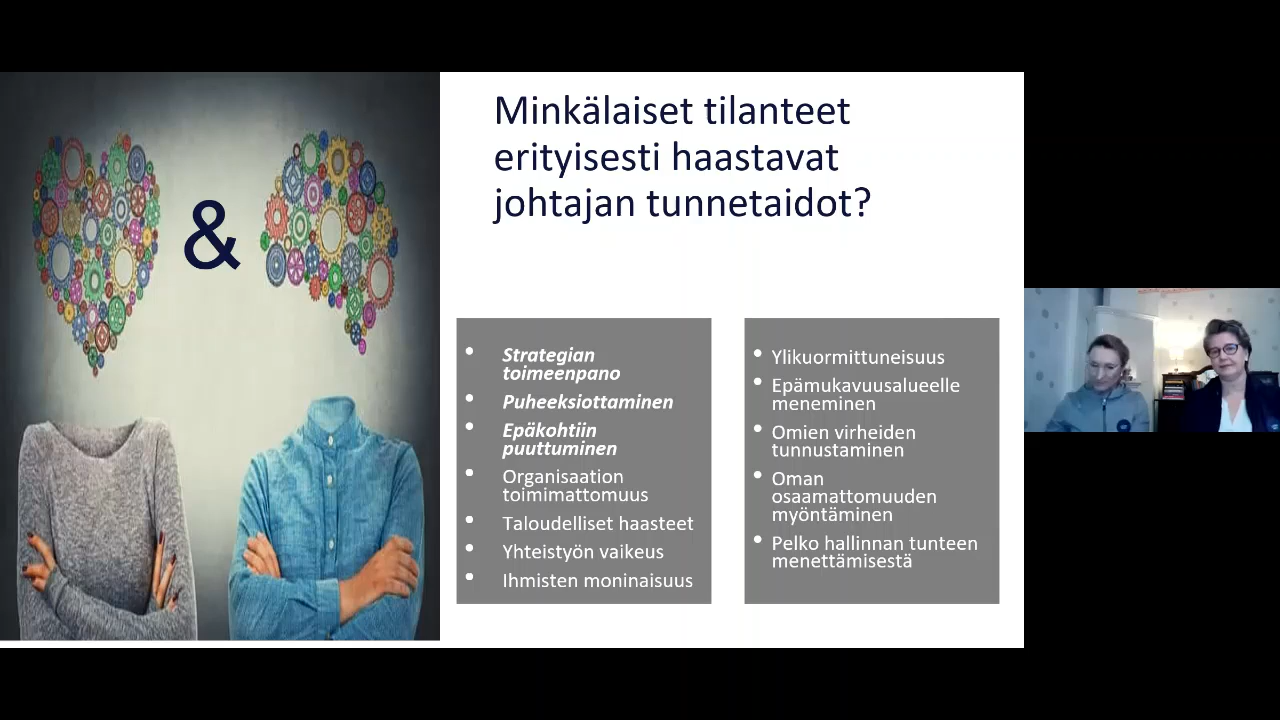 Minkälaiset tilanteet
erityisesti haastavat
johtajan tunnetaidot?
&
• Strategian
toimeenpano
• Puheeksiottaminen
• Epäkohtiin
puuttuminen
• Organisaation
toimimattomuus
• Taloudelliset haasteet
• Yhteistyön vaikeus
• Ihmisten moninaisuus
• Ylikuormittuneisuus
• Epämukavuusalueelle
meneminen
• Omien virheiden
tunnustaminen
• Oman
osaamattomuuden
myöntäminen
• Pelko hallinnan tunteen
menettämisestä